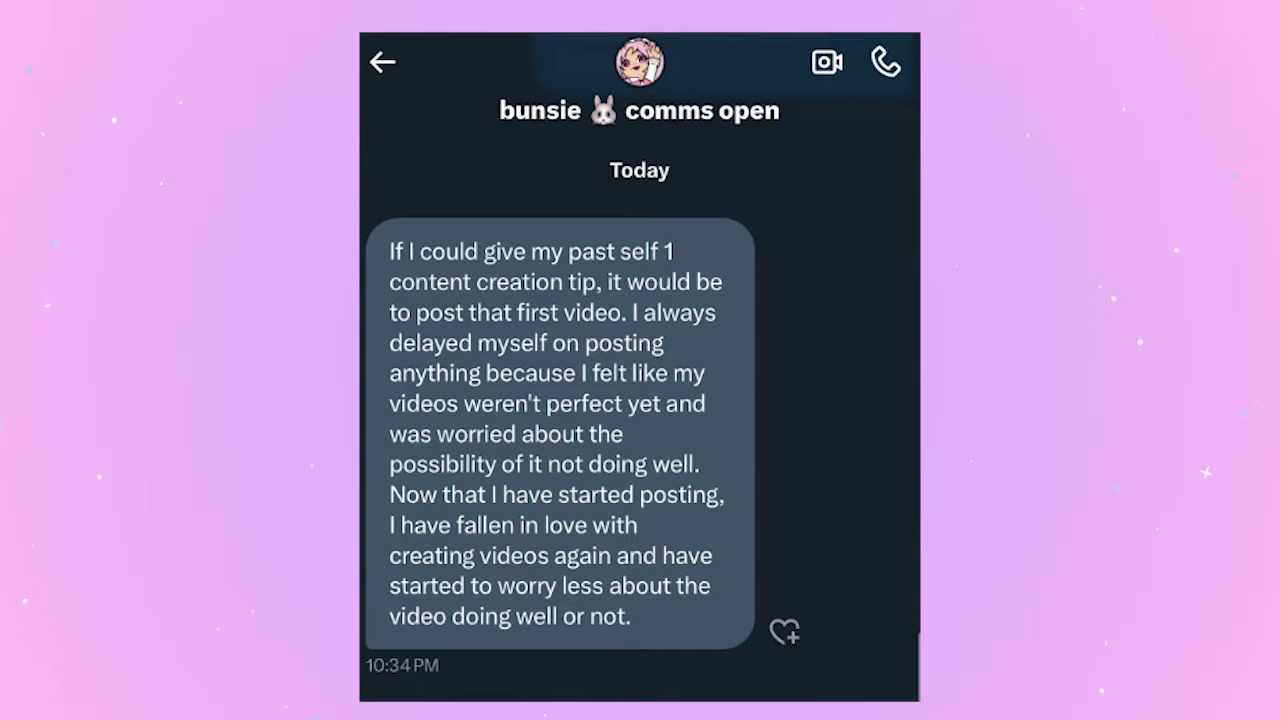 bunsie 🐰 comms open
Today
If I could give my past self 1
content creation tip, it would be
to post that first video. I always
delayed myself on posting
anything because I felt like my
videos weren't perfect yet and
was worried about the
possibility of it not doing well.
Now that I have started posting,
I have fallen in love with
creating videos again and have
started to worry less about the
video doing well or not.
10:34 PM